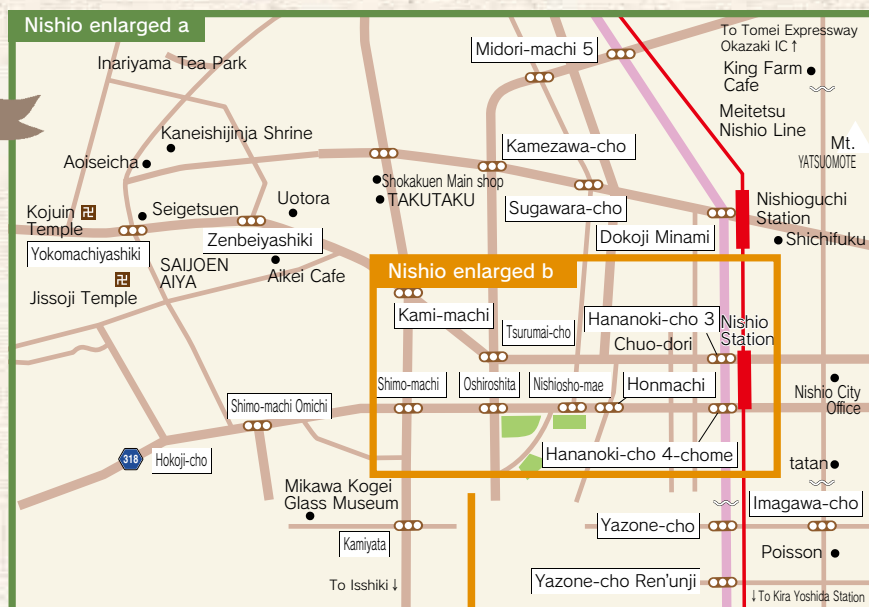 Nishio enlarged a
To Tomei Expressway
Okazaki IC ↑
Midori-machi 5
Inariyama Tea Park
King Farm
Cafe
Meitetsu
Nishio Line
Kaneishijinja Shrine
Kamezawa-cho
Mt.
YATSUOMOTE
Aoiseicha
Shokakuen Main shop
TAKUTAKU
Nishioguchi
Station
Uotora
Sugawara-cho
Kojuin
Temple
Seigetsuen
Zenbeiyashiki
Dokoji Minami
Shichifuku
Yokomachiyashiki
SAIJOEN
AIYA
Aikei Cafe
Nishio enlarged b
Jissoji Temple
Kami-machi
Hananoki-cho 3
Nishio
Station
Tsurumai-cho
Chuo-dori
Shimo-machi
Oshiroshita
Nishiosho-mae
Honmachi
Nishio City
Office
Shimo-machi Omichi
Hananoki-cho 4-chome
318
Hokoji-cho
tatan
Mikawa Kogei
Glass Museum
Imagawa-cho
Yazone-cho
Kamiyata
Poisson
To Isshiki ↓
Yazone-cho Ren'unji
↓To Kira Yoshida Station